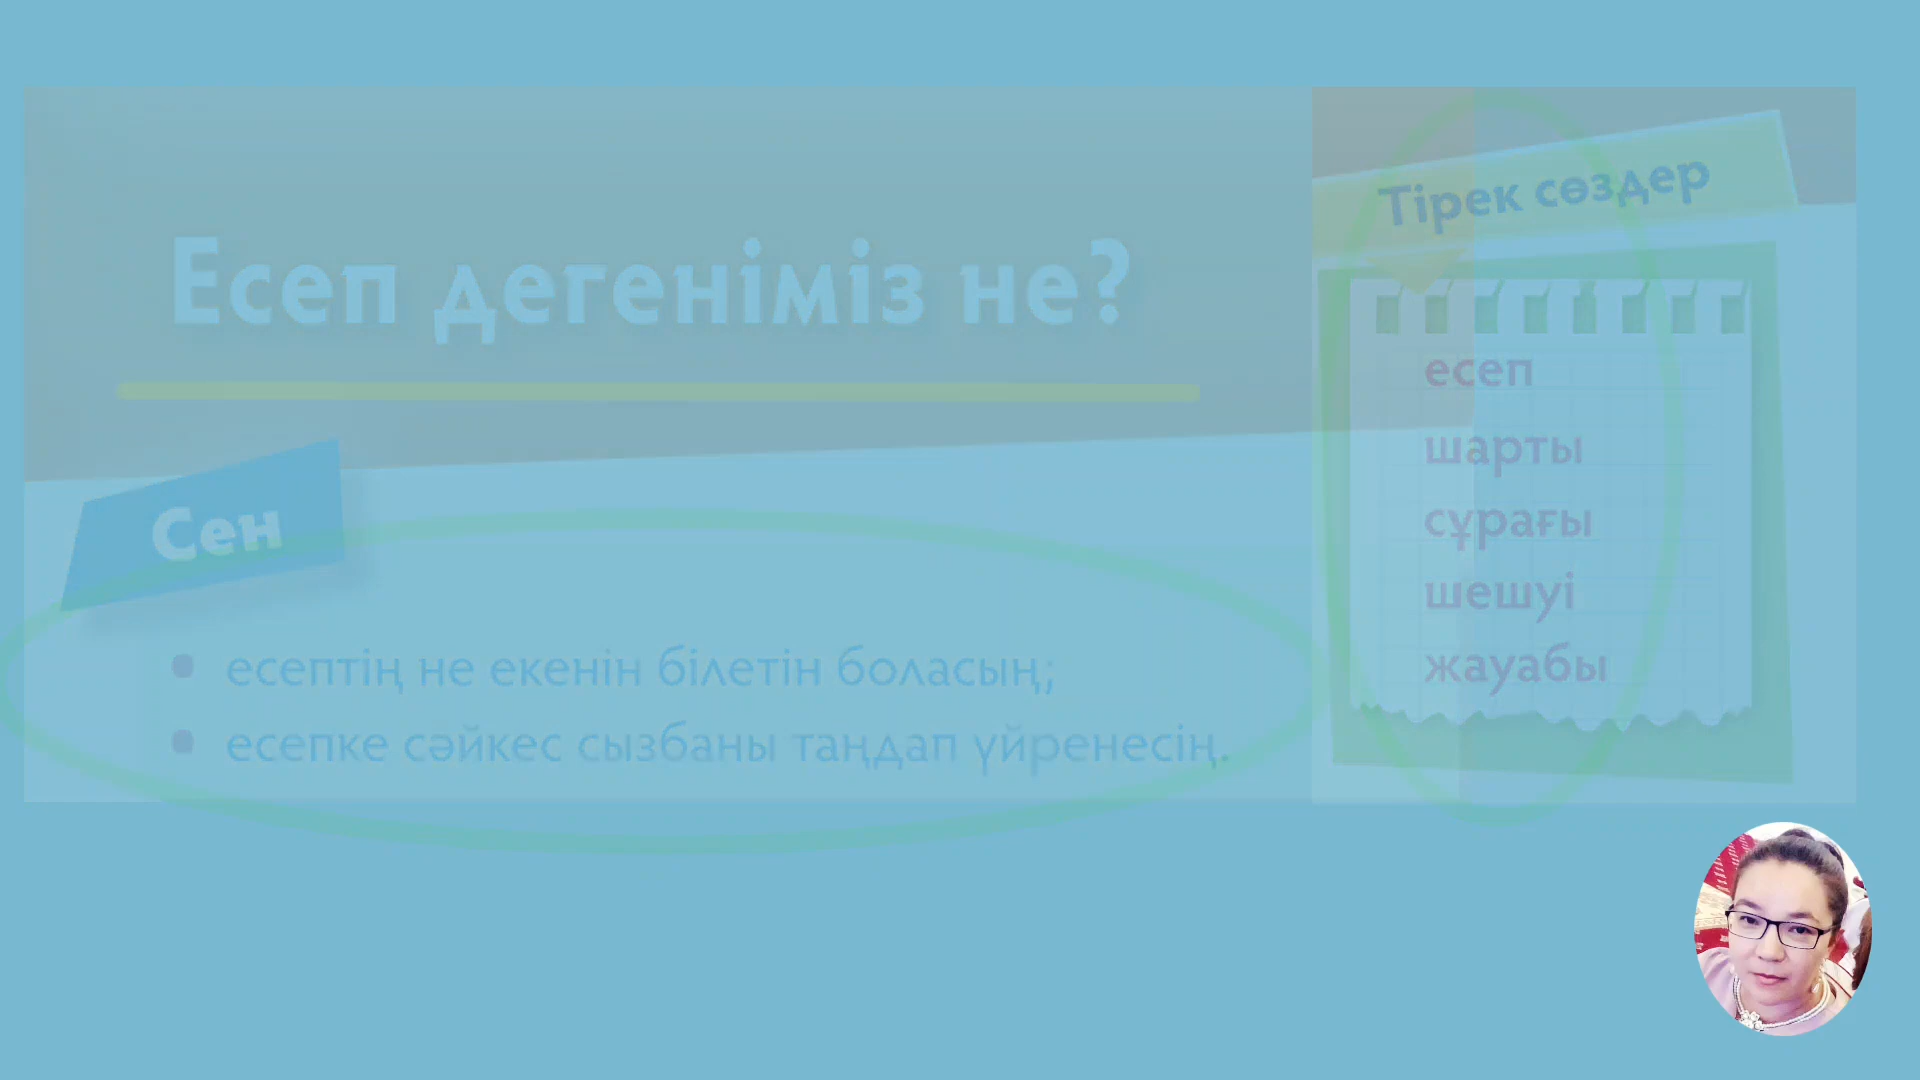 Есеп дегеніміз не?
Сен
• есептің не екенін білетін боласың;
• есепке сәйкес сызбаны таңдап үйренесің.
Тірек сөздер
есеп
шарты
сұрағы
шешуі
жауабы